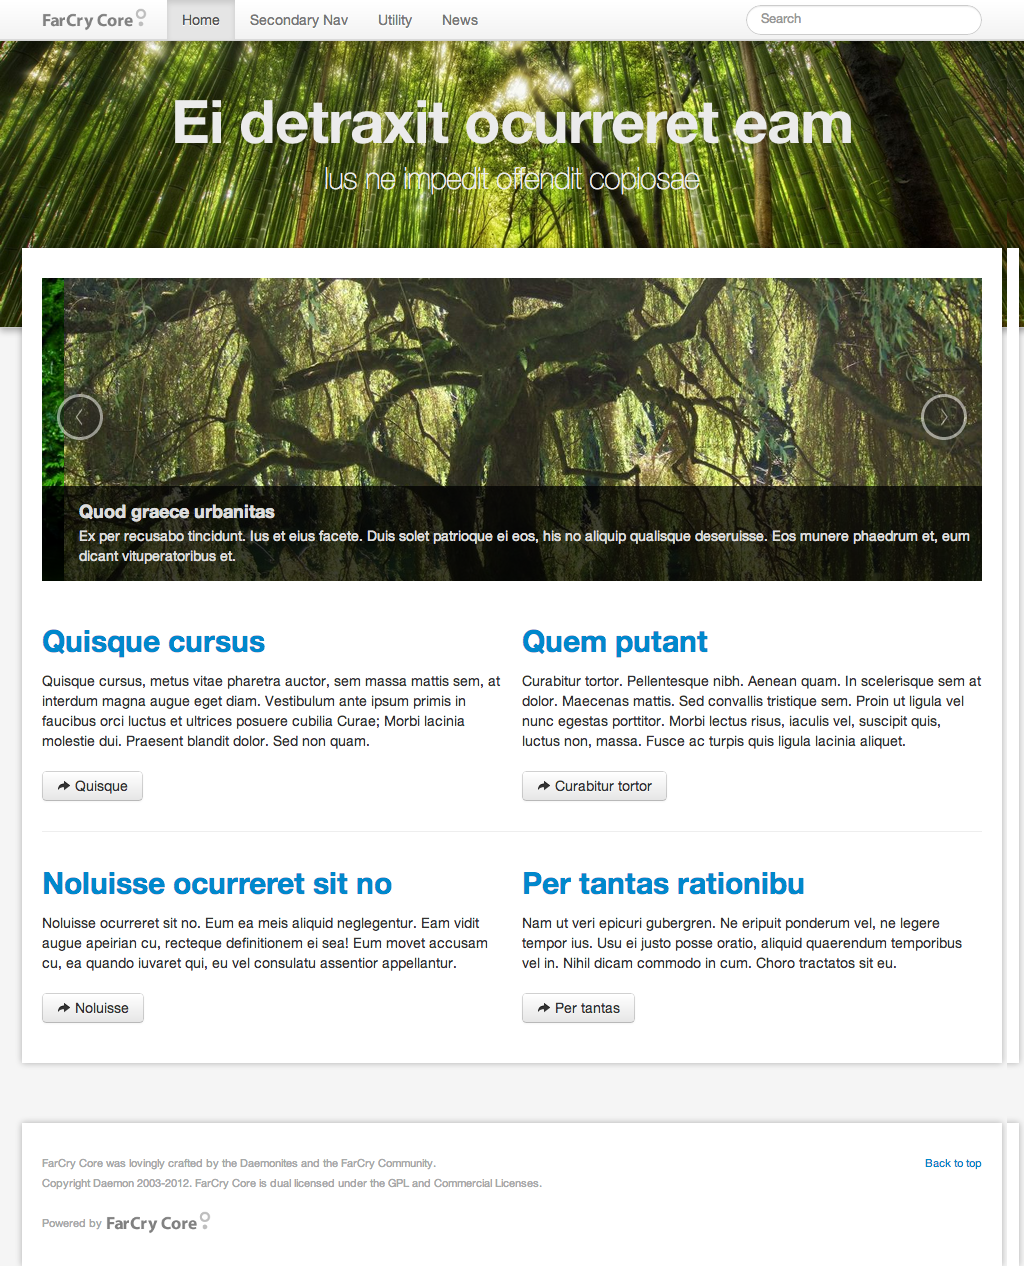 FarCry Core
Home
Secondary Nav
Utility
News
Search
Ei detraxit ocurreret eam
Ius ne impedit offendit copiosae
Quod graece urbanitas
Ex per recusabo tincidunt. Ius et eius facete. Duis solet patrioque ei eos, his no aliquip qualisque deseruisse. Eos munere phaedrum et, eum
dicant vituperatoribus et.
Quisque cursus
Quisque cursus, metus vitae pharetra auctor, sem massa mattis sem, at
interdum magna augue eget diam. Vestibulum ante ipsum primis in
faucibus orci luctus et ultrices posuere cubilia Curae; Morbi lacinia
molestie dui. Praesent blandit dolor. Sed non quam.
Quisque
Quem putant
Curabitur tortor. Pellentesque nibh. Aenean quam. In scelerisque sem at
dolor. Maecenas mattis. Sed convallis tristique sem. Proin ut ligula vel
nunc egestas porttitor. Morbi lectus risus, iaculis vel, suscipit quis,
luctus non, massa. Fusce ac turpis quis ligula lacinia aliquet.
Curabitur tortor
Noluisse ocurreret sit no
Noluisse ocurreret sit no. Eum ea meis aliquid neglegentur. Eam vidit
augue apeirian cu, recteque definitionem ei sea! Eum movet accusam
cu, ea quando iuvaret qui, eu vel consulatu assentior appellantur.
Noluisse
Per tantas rationibu
Nam ut veri epicuri gubergren. Ne eripuit ponderum vel, ne legere
tempor ius. Usu ei justo posse oratio, aliquid quaerendum temporibus
vel in. Nihil dicam commodo in cum. Choro tractatos sit eu.
Per tantas
FarCry Core was lovingly crafted by the Daemonites and the FarCry Community.
Back to top
Copyright Daemon 2003-2012. FarCry Core is dual licensed under the GPL and Commercial Licenses.
Powered by FarCry Core